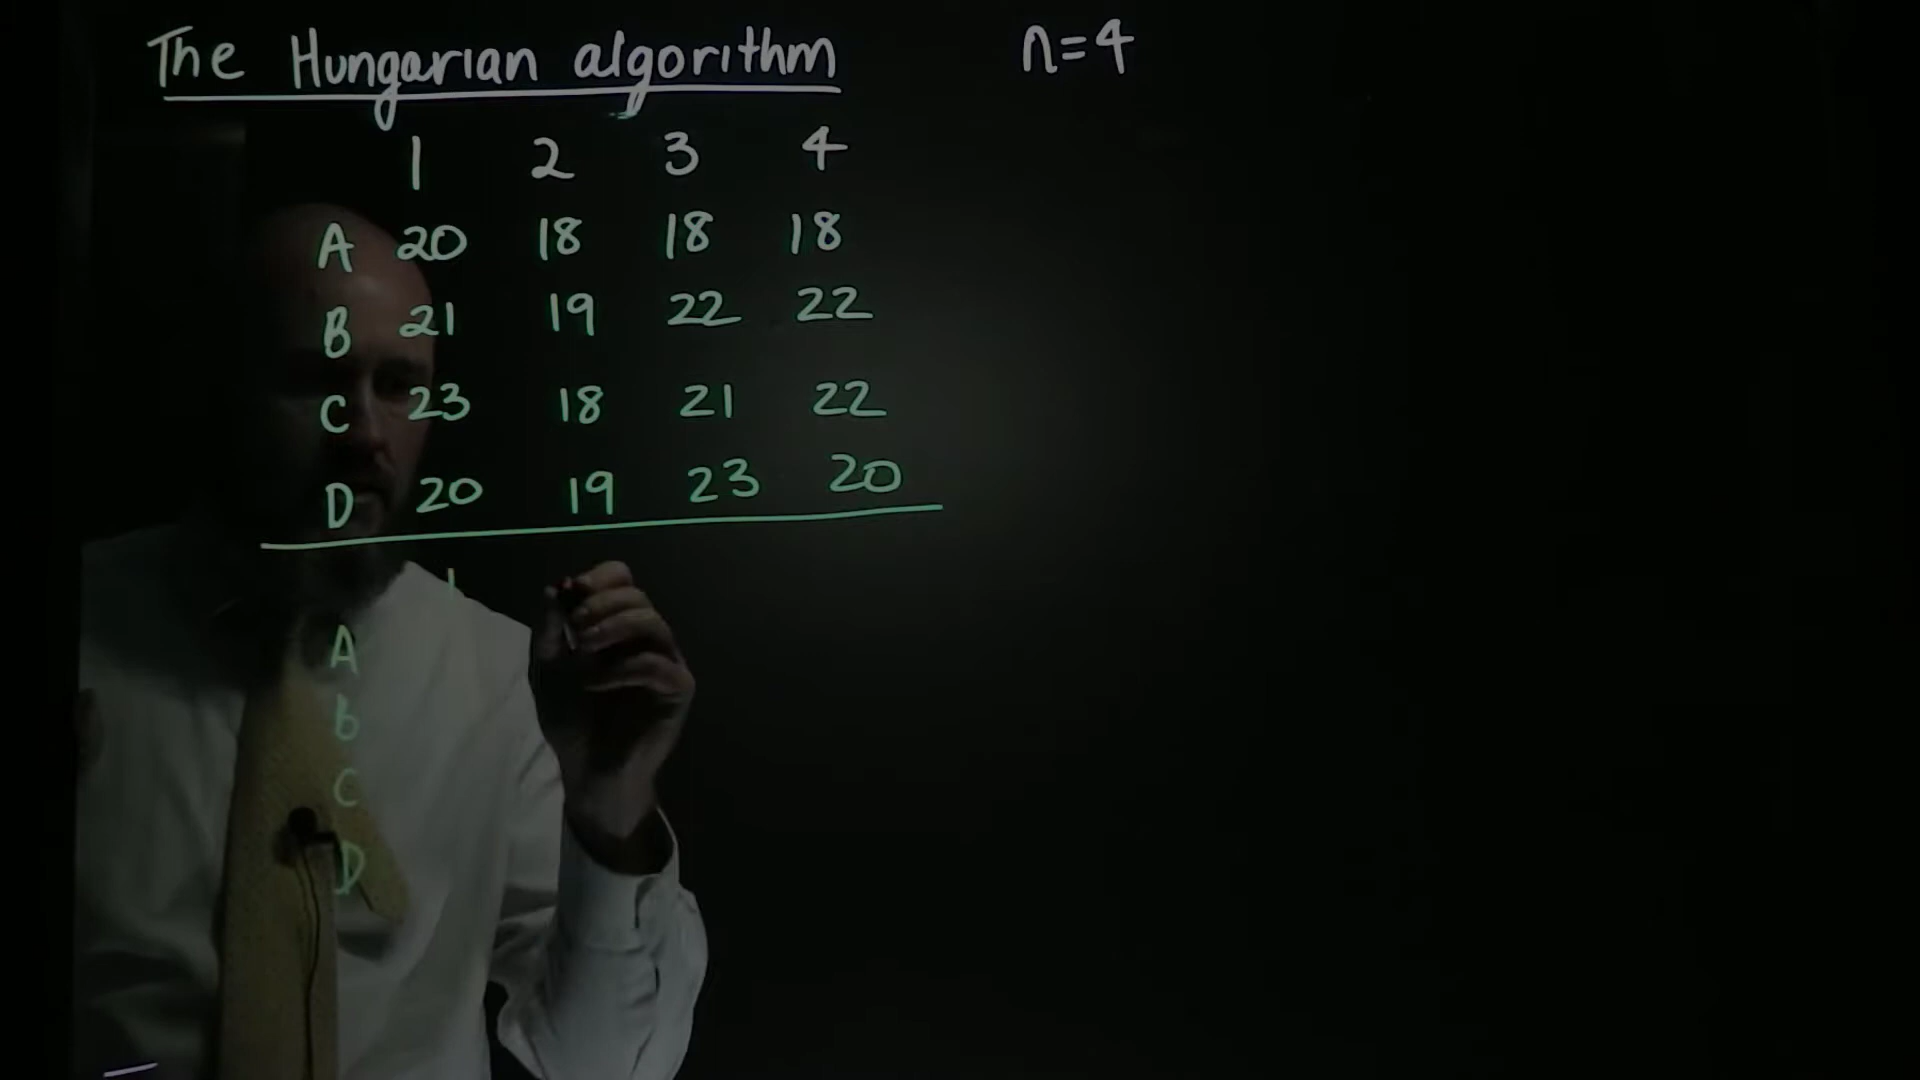 The Hungarian algorithm n=4
1 2 3 4
A 20 18 18 18
B 21 19 22 22
C 23 18 21 22
D 20 19 23 20
1
A
B
C
D